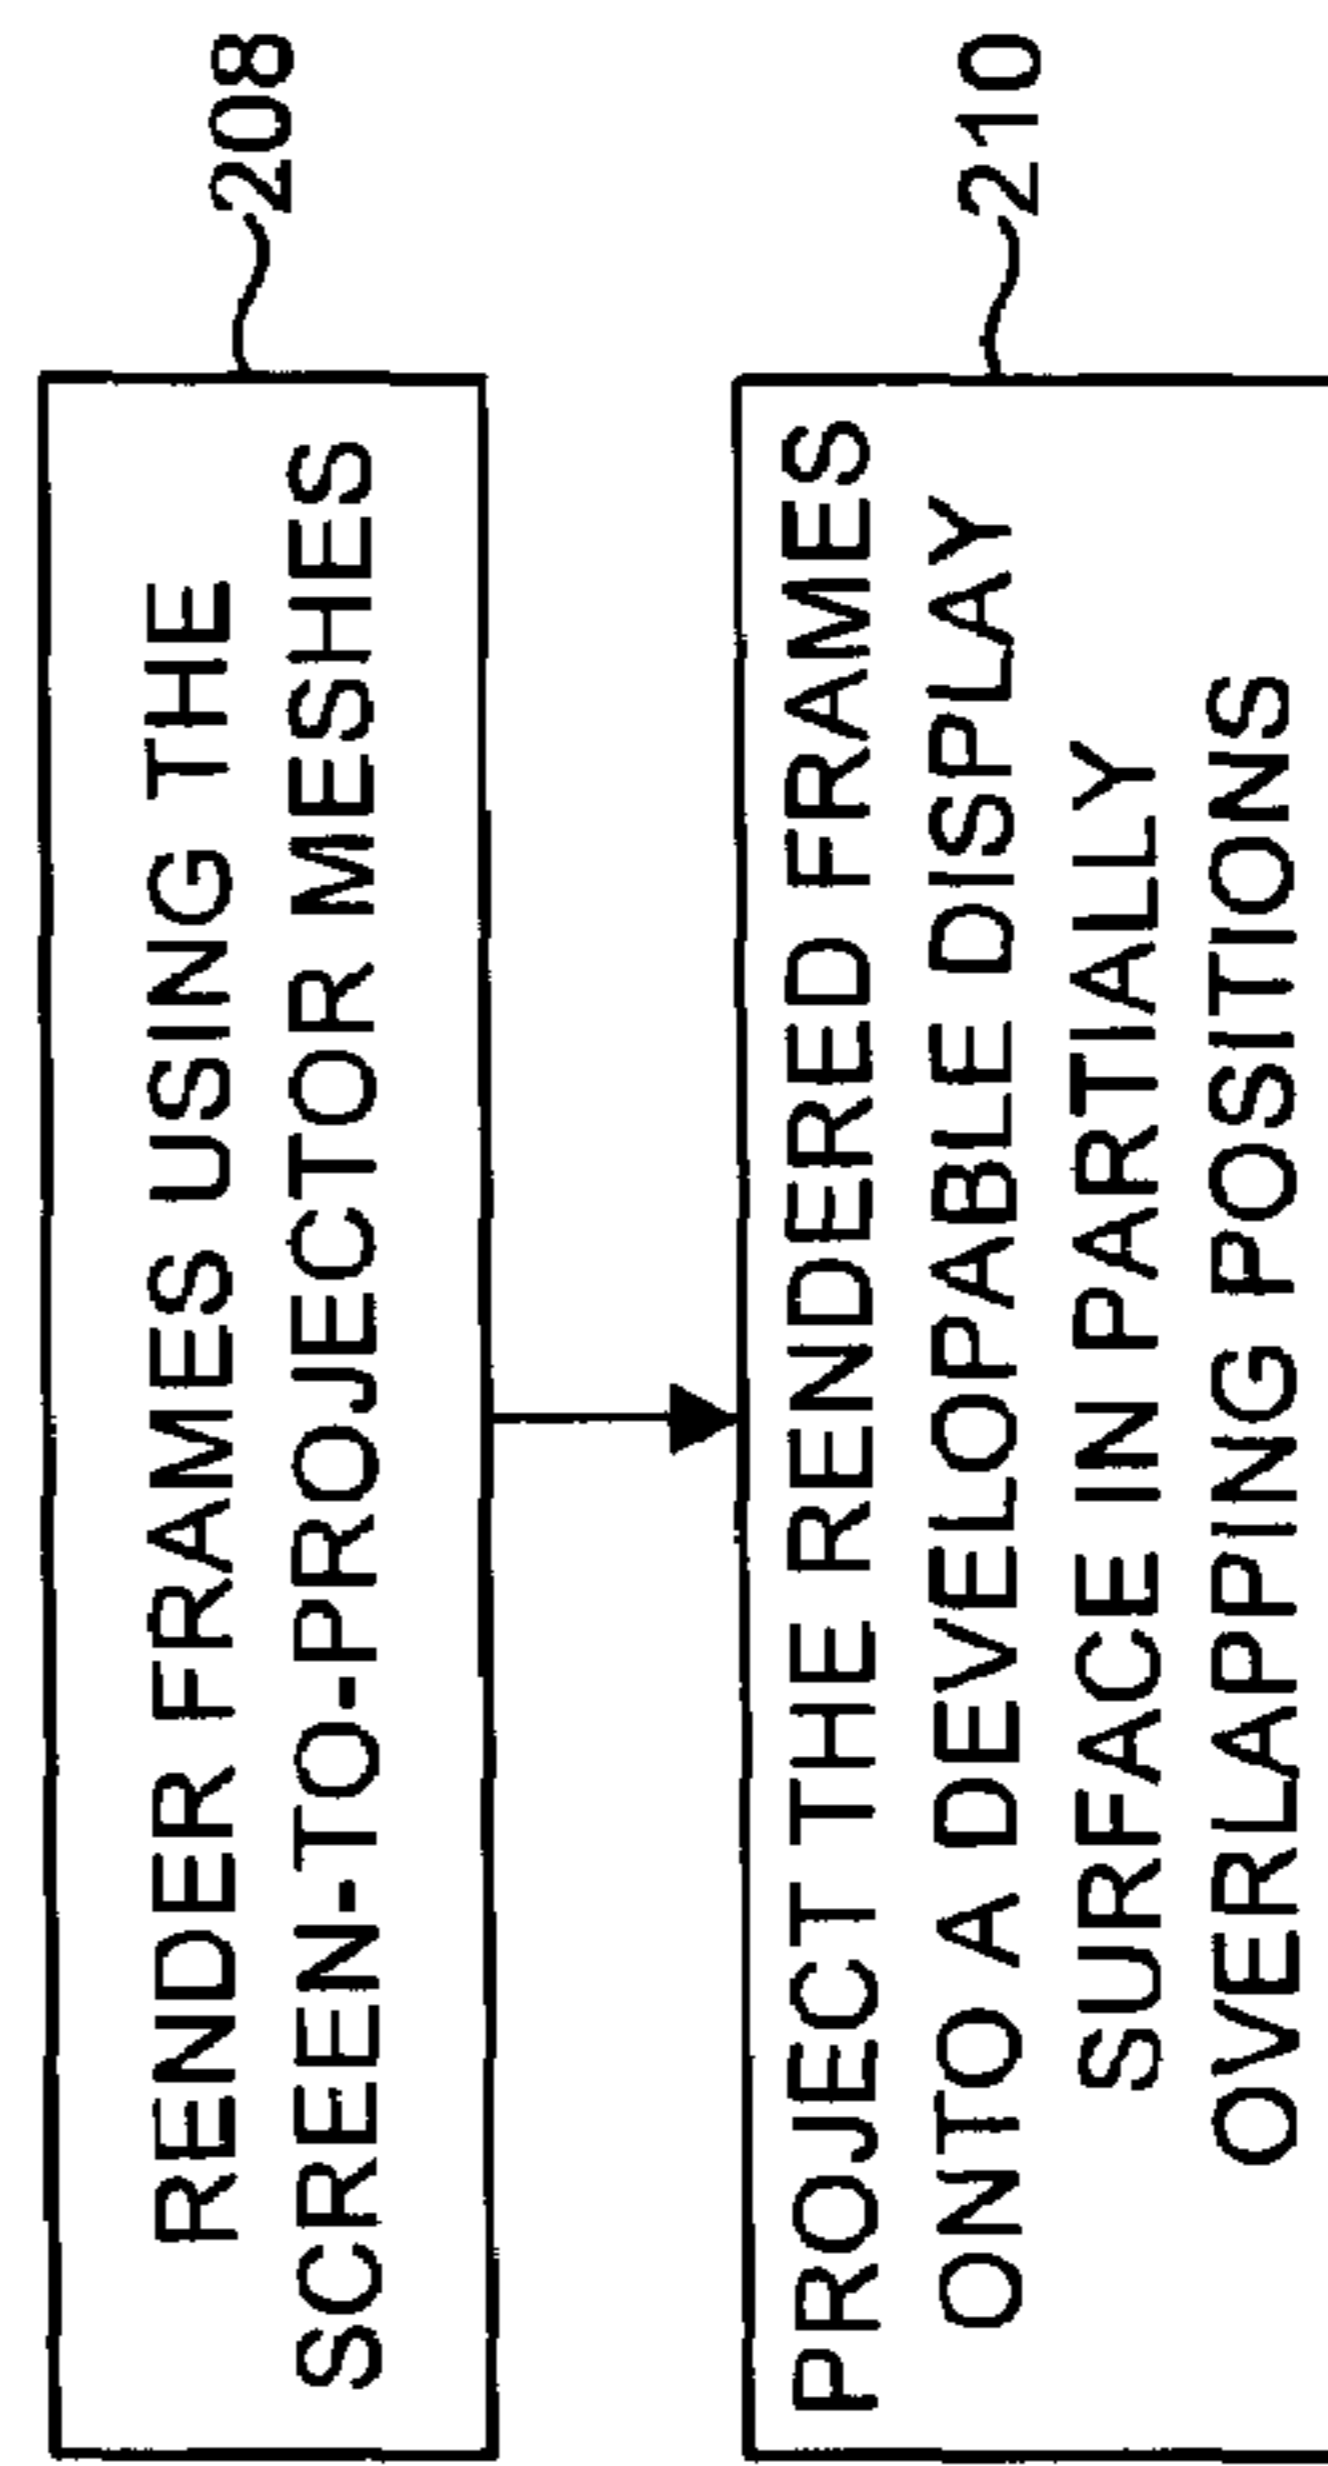 RENDER FRAMES USING THE
SCREEN-TO-PROJECTOR MESHES
208
PROJECT THE RENDERED FRAMES
ONTO A DEVELOPABLE DISPLAY
SURFACE IN PARTIALLY
OVERLAPPING POSITIONS
210